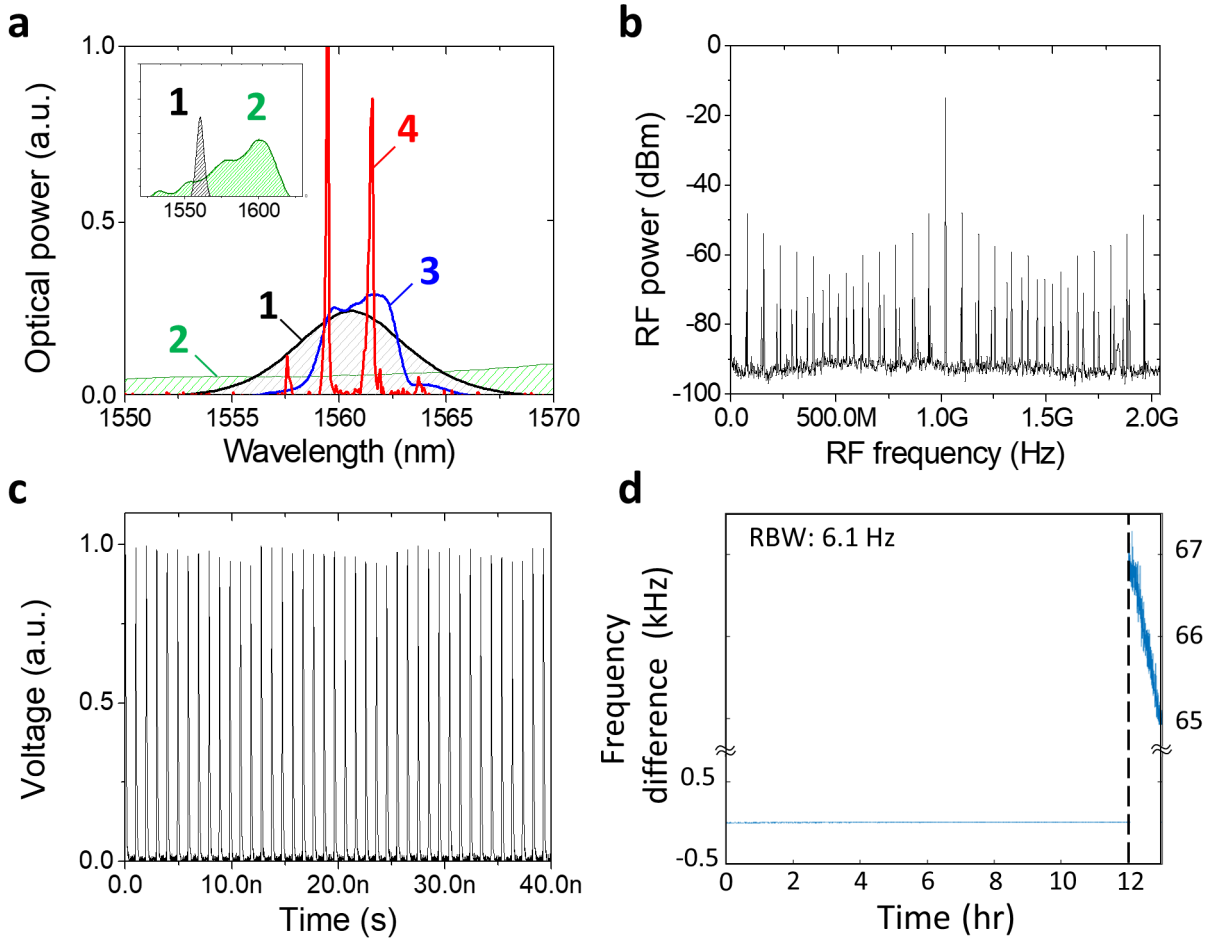 a
1.0
0.5
0.0
Optical power (a.u.)
1
2
1550
1600
4
3
1
2
1550
1555
1560
1565
1570
Wavelength (nm)
b
0
-20
-40
-60
-80
-100
RF power (dBm)
0.0
500.0M
1.0G
1.5G
2.0G
RF frequency (Hz)
c
1.0
0.5
0.0
Voltage (a.u.)
0.0
10.0n
20.0n
30.0n
40.0n
Time (s)
d
RBW: 6.1 Hz
Frequency
difference (kHz)
0.5
-0.5
67
66
65
0
2
4
6
8
10
12
Time (hr)